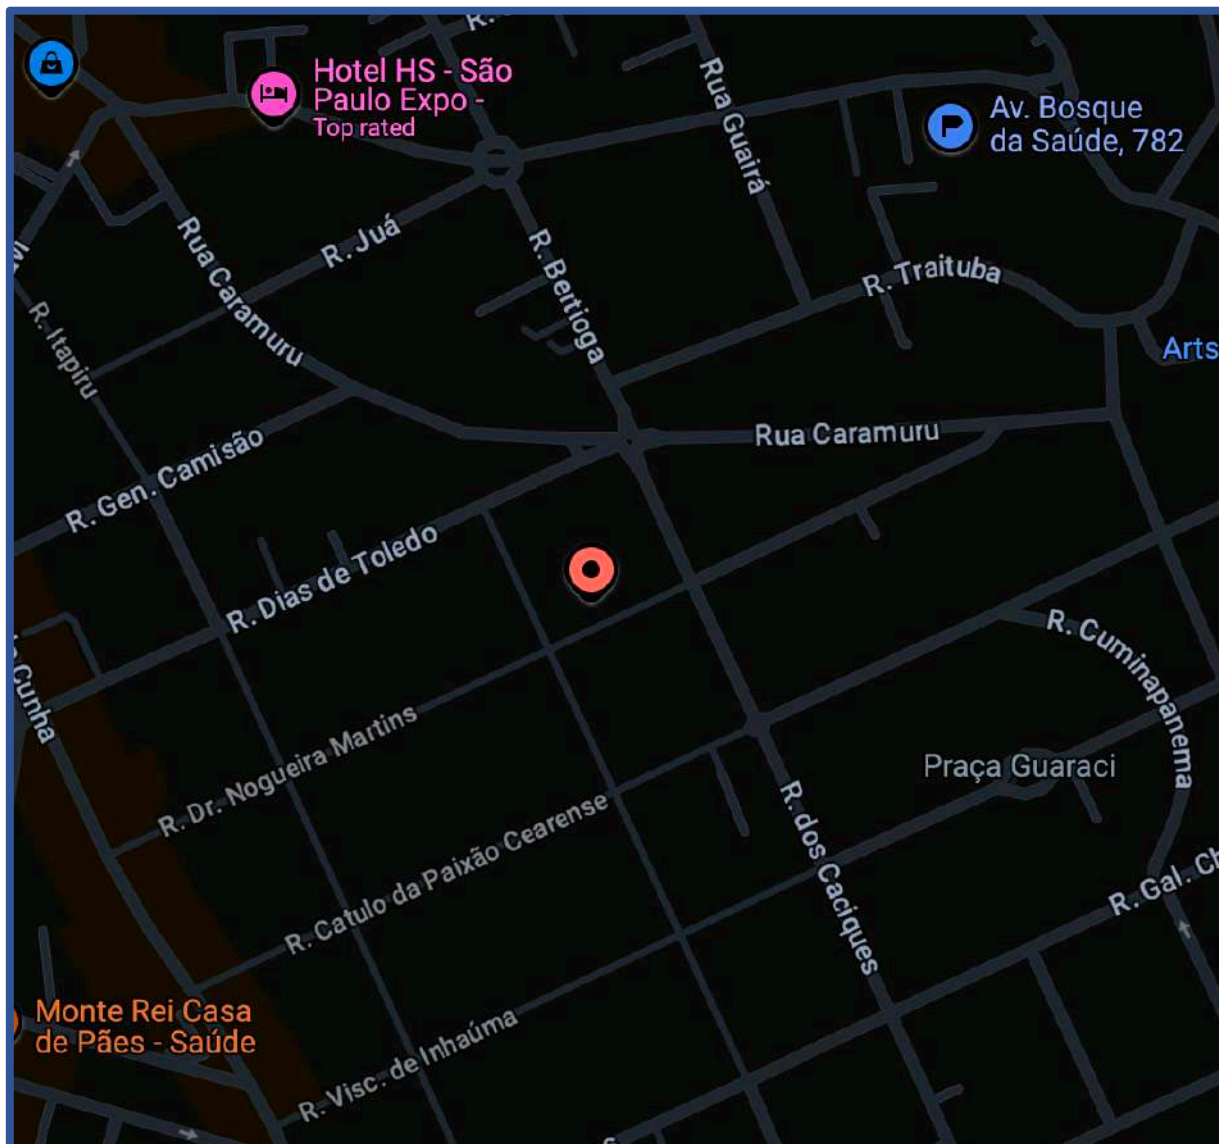 Hotel HS - São
Paulo Expo -
Top rated
Av. Bosque
da Saúde, 782
Rua Guairá
R. Juá
Rua Caramuru
R. Bertioga
R. Traituba
R. Itapiru
Arts
Rua Caramuru
R. Gen. Camisão
R. Dias de Toledo
R. Cuminapanema
Cunha
R. Dr. Nogueira Martins
Praça Guaraci
R. Catulo da Paixão Cearense
R. dos Caciques
R. Gal. Ch
Monte Rei Casa
de Pães - Saúde
R. Visc. de Inhaúma